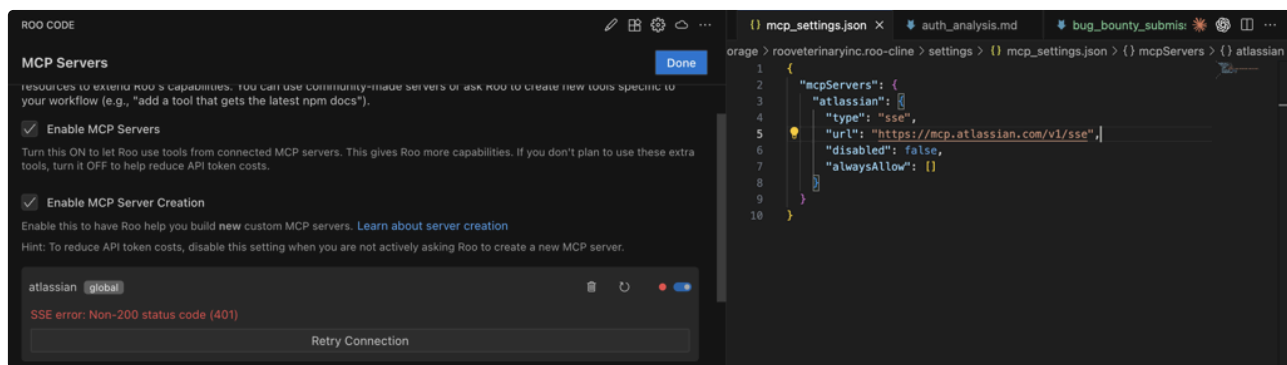 ROO CODE
MCP Servers
Done
resources to extend Roo's capabilities. You can use community-made servers or ask Roo to create new tools specific to
your workflow (e.g., "add a tool that gets the latest npm docs").
Enable MCP Servers
Turn this ON to let Roo use tools from connected MCP servers. This gives Roo more capabilities. If you don't plan to use these extra
tools, turn it OFF to help reduce API token costs.
Enable MCP Server Creation
Enable this to have Roo help you build new custom MCP servers. Learn about server creation
Hint: To reduce API token costs, disable this setting when you are not actively asking Roo to create a new MCP server.
atlassian global
SSE error: Non-200 status code (401)
Retry Connection
{} mcp_settings.json
auth_analysis.md
bug_bounty_submis
orage > rooveterinaryinc.roo-cline > settings > {} mcp_settings.json > {} mcpServers > {} atlassian
1 {
2 "mcpServers": {
3 "atlassian": {
4 "type": "sse",
5 "url": "https://mcp.atlassian.com/v1/sse",
6 "disabled": false,
7 "alwaysAllow": []
8 }
9 }
10 }